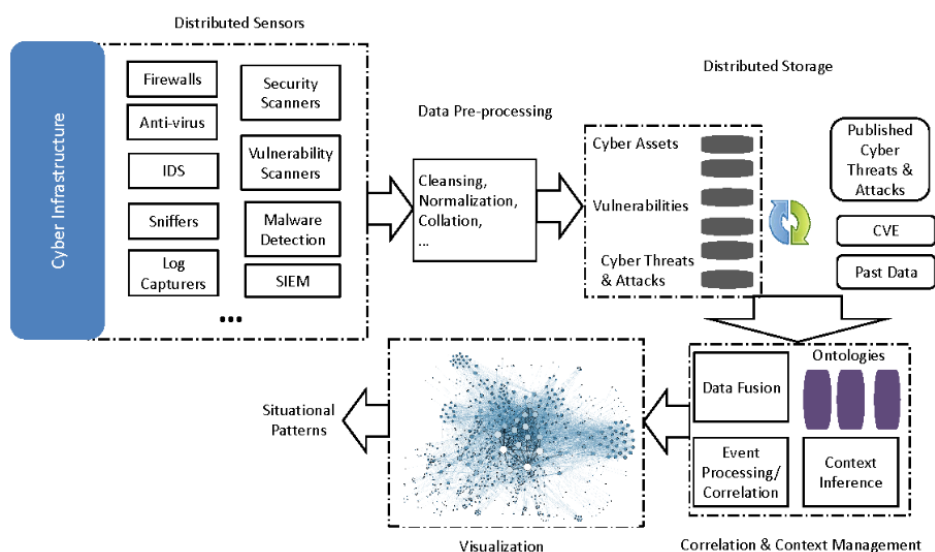 Distributed Sensors
Cyber Infrastructure
Firewalls
Anti-virus
IDS
Sniffers
Log
Capturers
Security
Scanners
Vulnerability
Scanners
Malware
Detection
SIEM
...
Data Pre-processing
Cleansing,
Normalization,
Collation,
...
Distributed Storage
Cyber Assets
Vulnerabilities
Cyber Threats
& Attacks
Published
Cyber
Threats &
Attacks
CVE
Past Data
Data Fusion
Ontologies
Event
Processing/
Correlation
Context
Inference
Correlation & Context Management
Visualization
Situational
Patterns